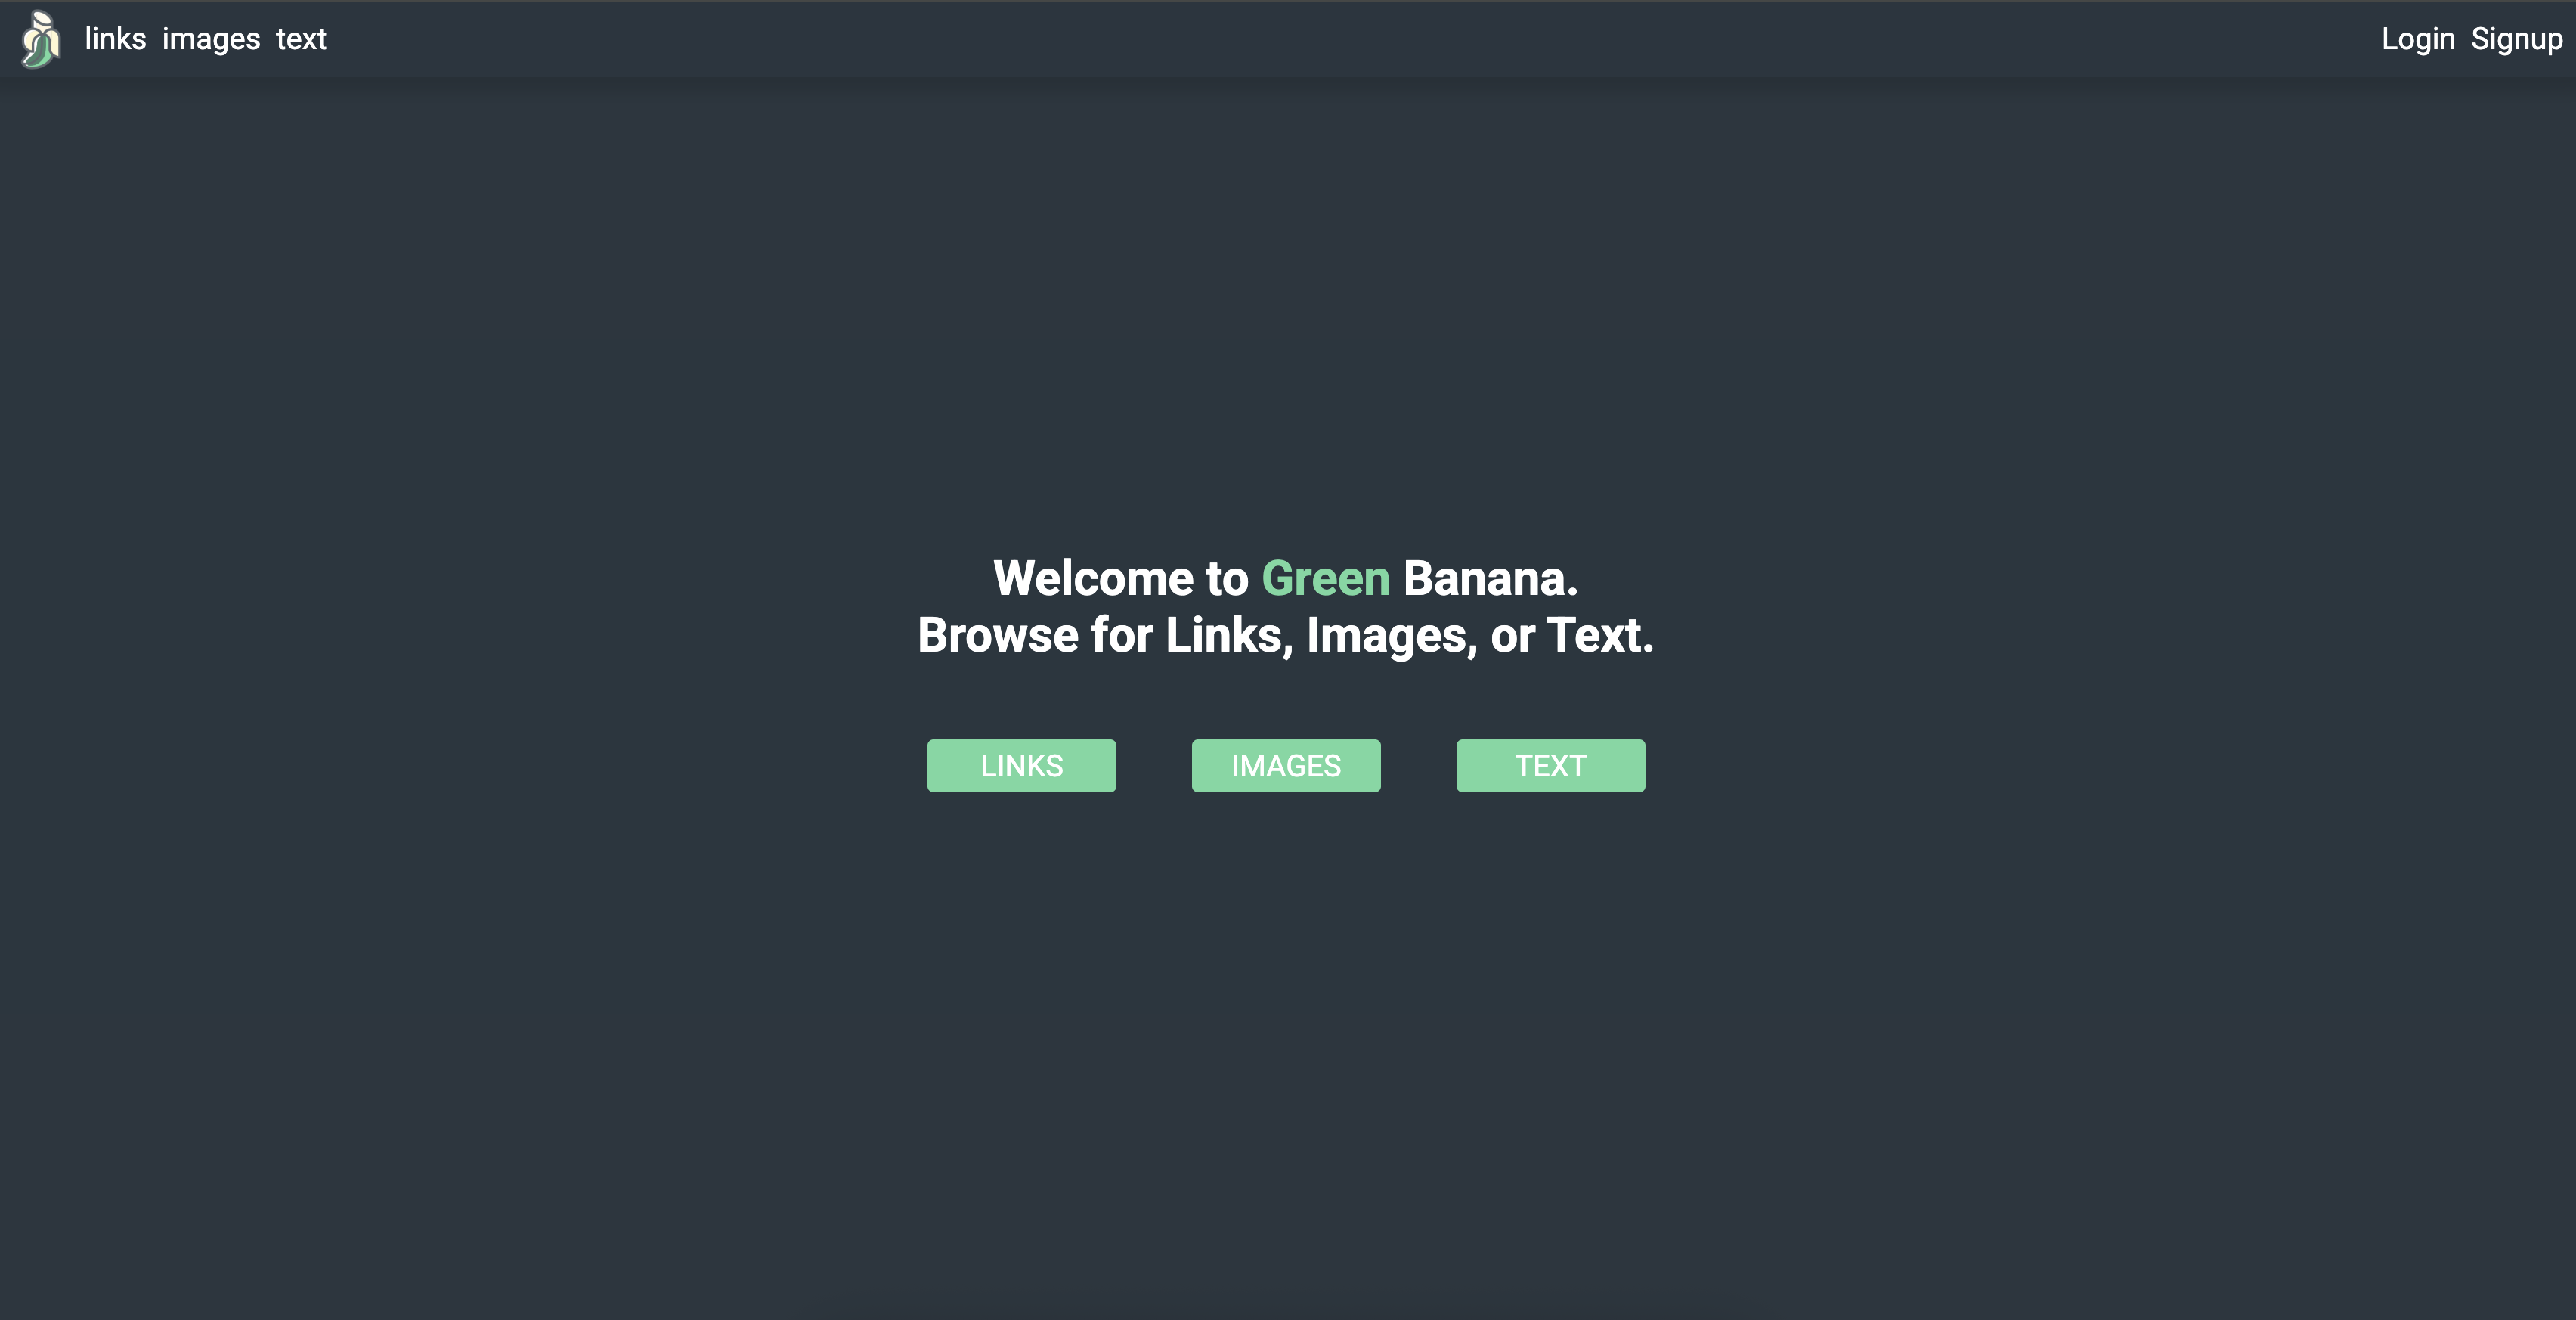 links images text
Login Signup
Welcome to Green Banana.
Browse for Links, Images, or Text.
LINKS
IMAGES
TEXT